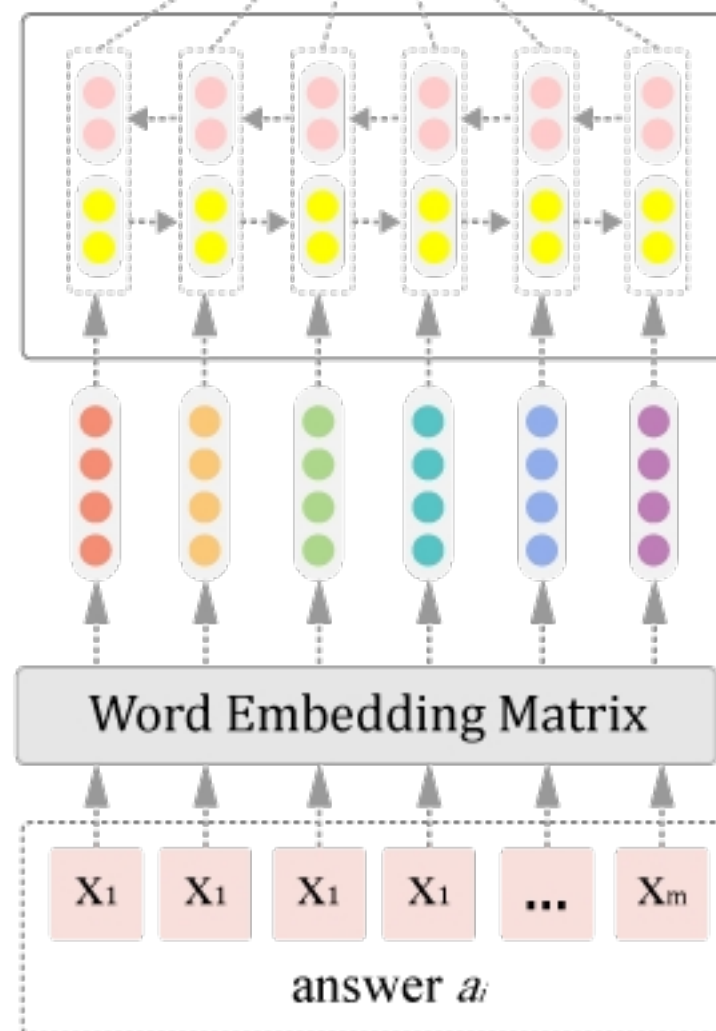 Word Embedding Matrix
X₁ X₁ X₁ X₁ ... Xₘ
answer aᵢ